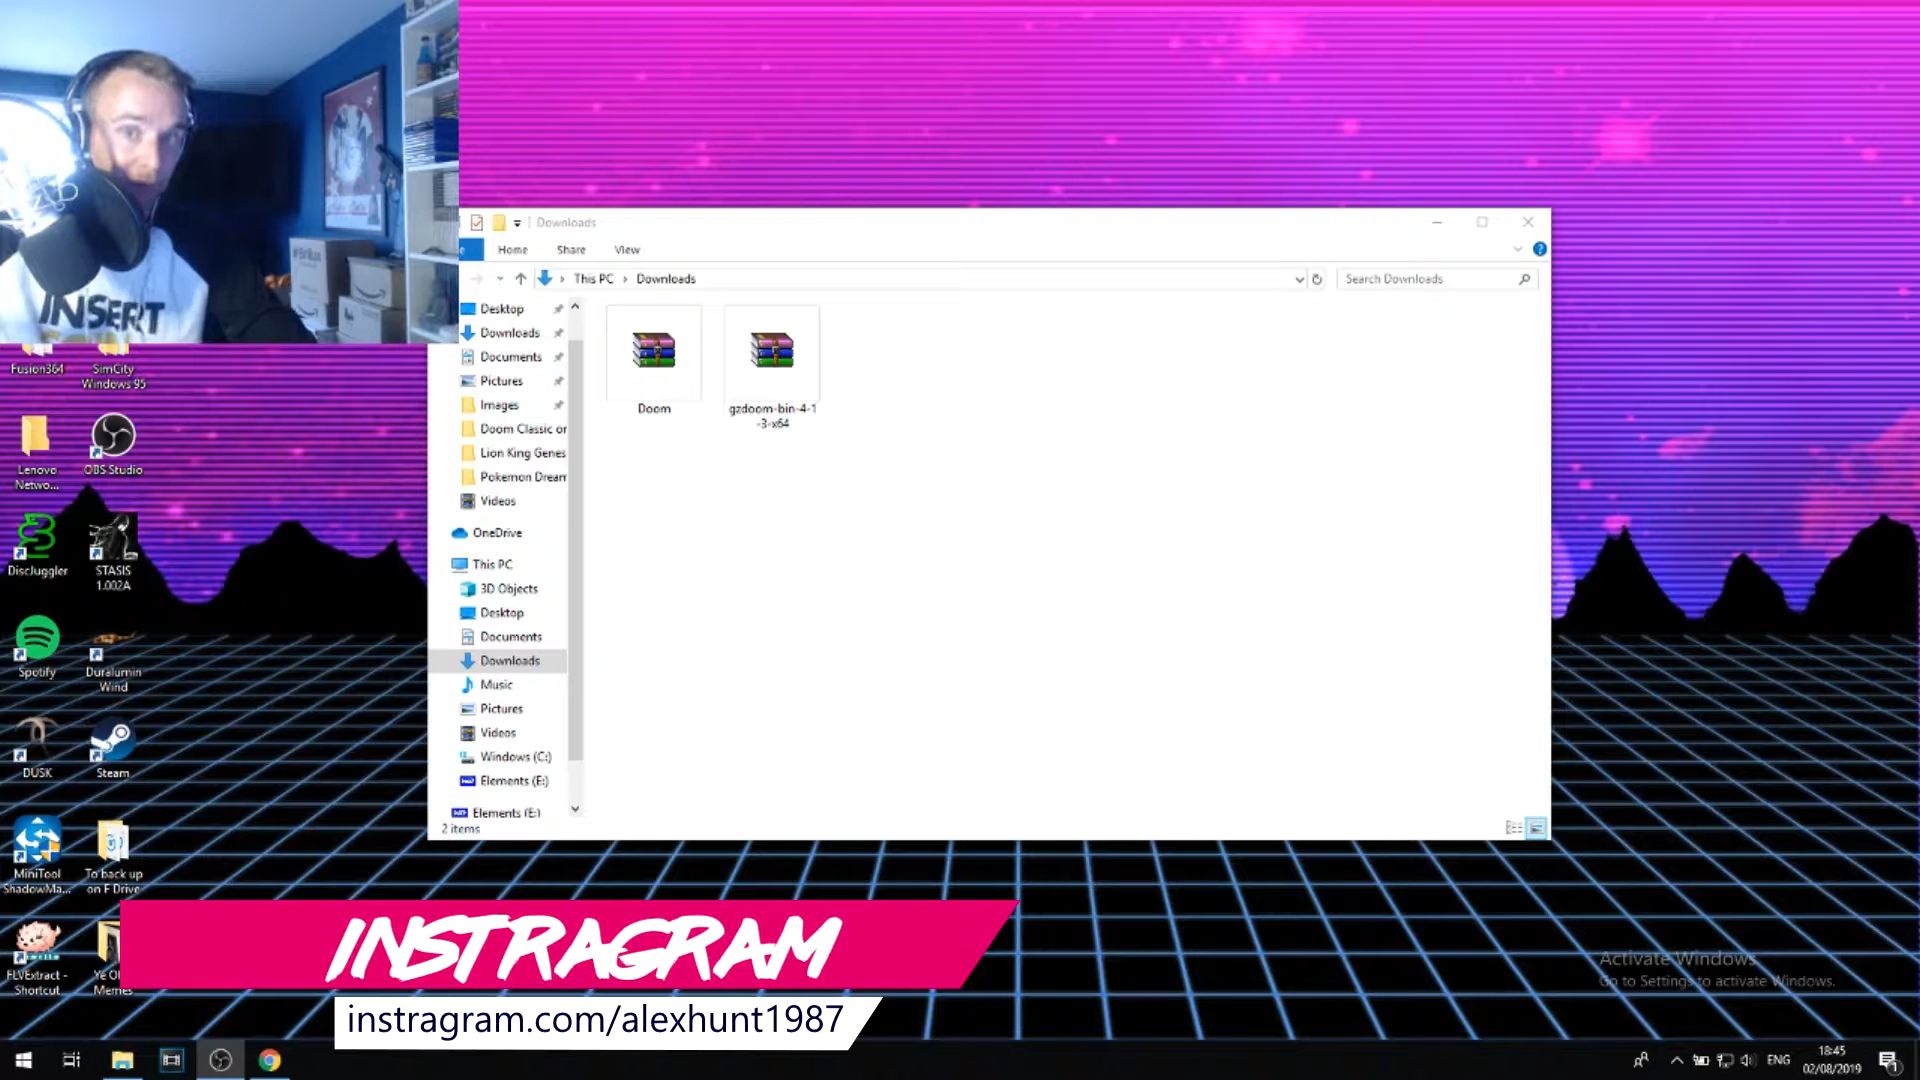 INSERT
Downloads
Home Share View
This PC Downloads
Search Downloads
Desktop
Downloads
Documents
Pictures
Images
Doom Classic or
Lion King Genes
Pokemon Dream
Videos
OneDrive
This PC
3D Objects
Desktop
Documents
Downloads
Music
Pictures
Videos
Windows (C:)
Elements (E:)
Elements (E:)
2 items
Doom
gzdoom-bin-4-1
-3-x64
Fusion364
SimCity
Windows 95
Lenovo
Netwo...
OBS Studio
DiscJuggler
STASIS
1.002A
Spotify
Duralumin
Wind
DUSK
Steam
MiniTool
ShadowMa...
To back up
on F Drive
FLVExtract -
Shortcut
Memes
INSTRAGRAM
instragram.com/alexhunt1987
Activate Windows
Go to Settings to activate Windows.
ENG
18:45
02/08/2019
1